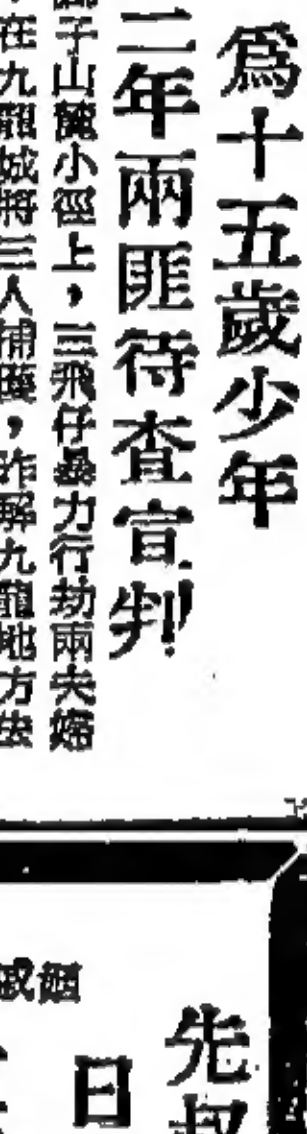 爲十五歲少年
二年兩匪待查宣判
子山麓小徑上，三飛仔暴力行劫兩夫婦
在九龍城將三人捕獲，昨解九龍地方法
先叔
日